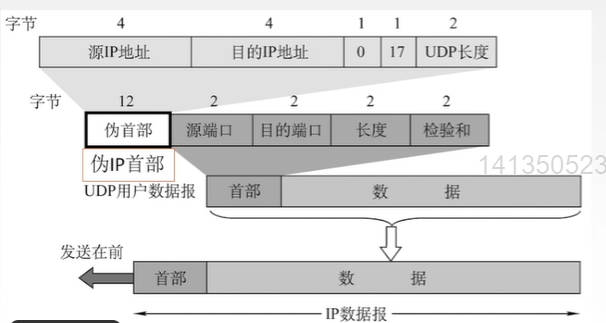 字节 4 4 1 1 2
源IP地址 目的IP地址 0 17 UDP长度
字节 12 2 2 2 2
伪首部 源端口 目的端口 长度 检验和
伪IP首部
141350523
UDP用户数据报 首部 数 据
发送在前
首部 数 据
IP数据报